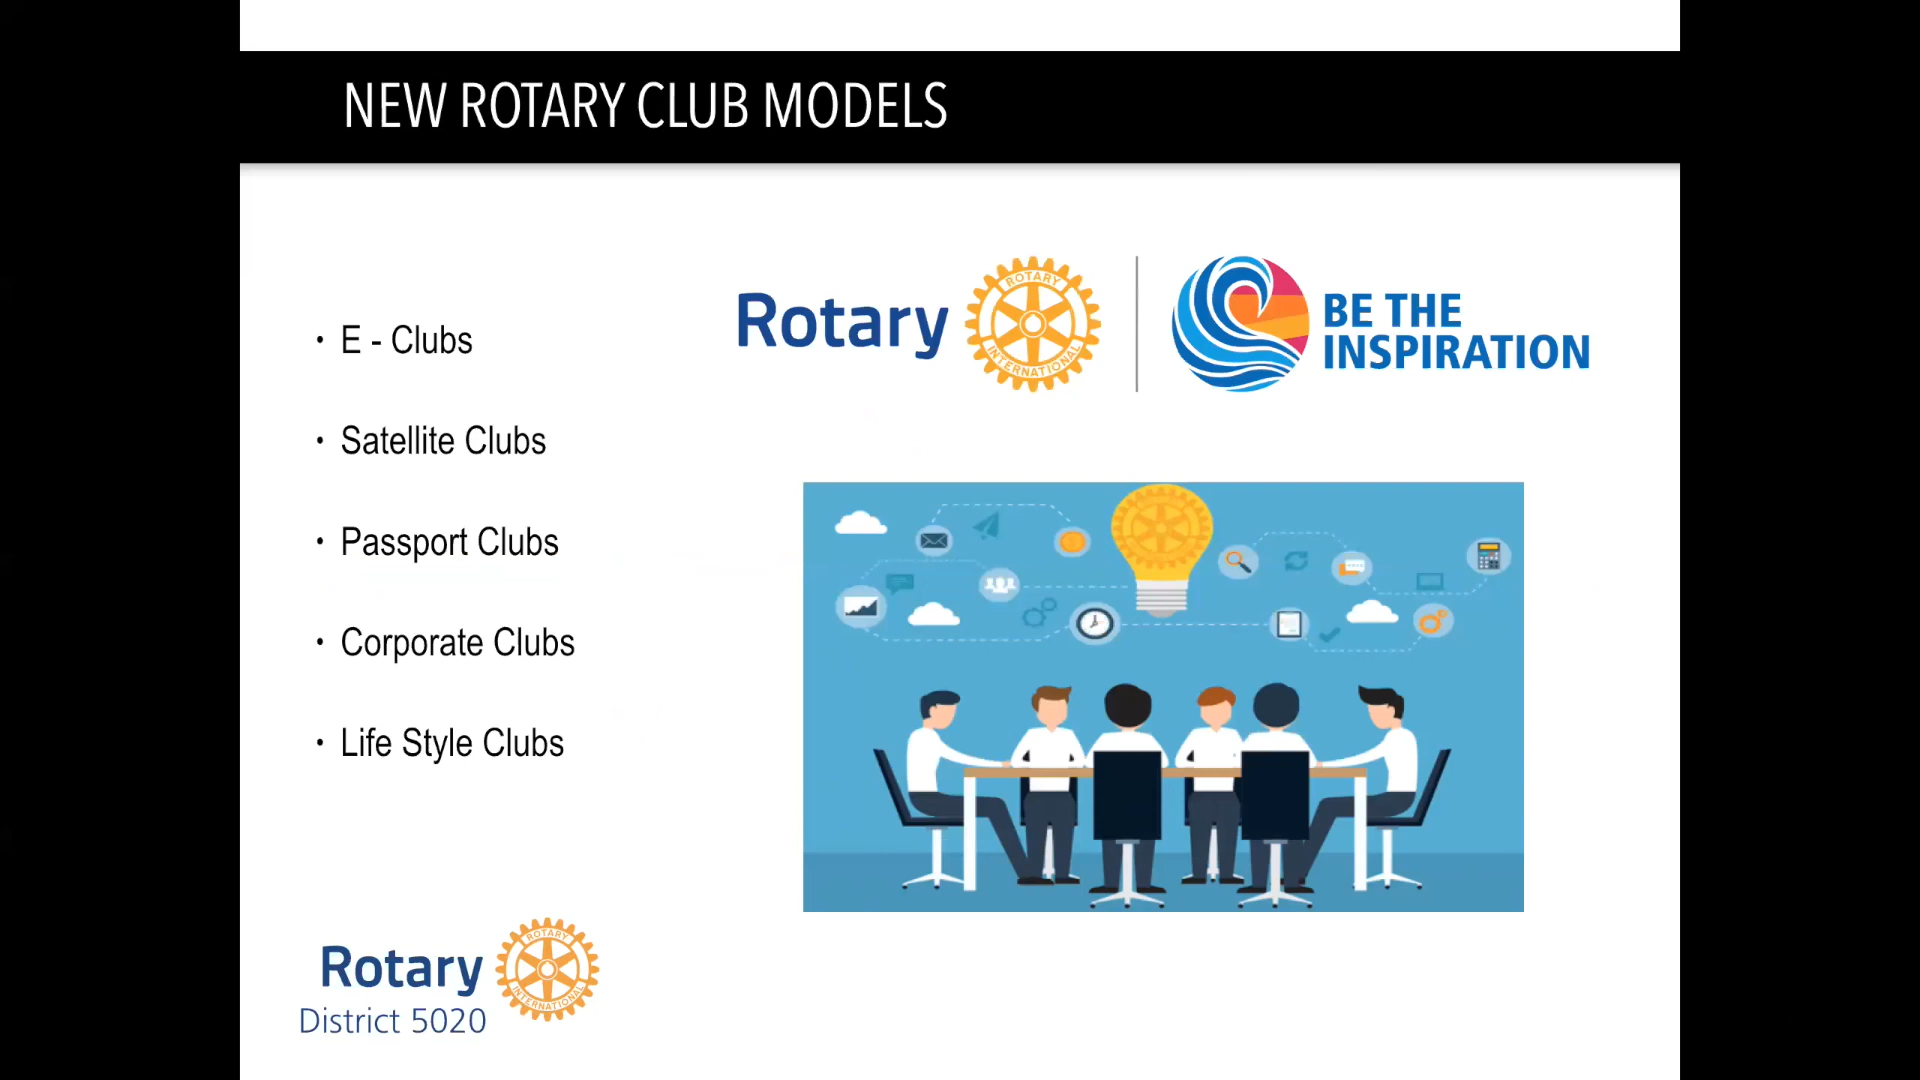 NEW ROTARY CLUB MODELS
Rotary
ROTARY
INTERNATIONAL
BE THE
INSPIRATION
· E - Clubs
· Satellite Clubs
· Passport Clubs
· Corporate Clubs
· Life Style Clubs
Rotary
ROTARY
INTERNATIONAL
District 5020